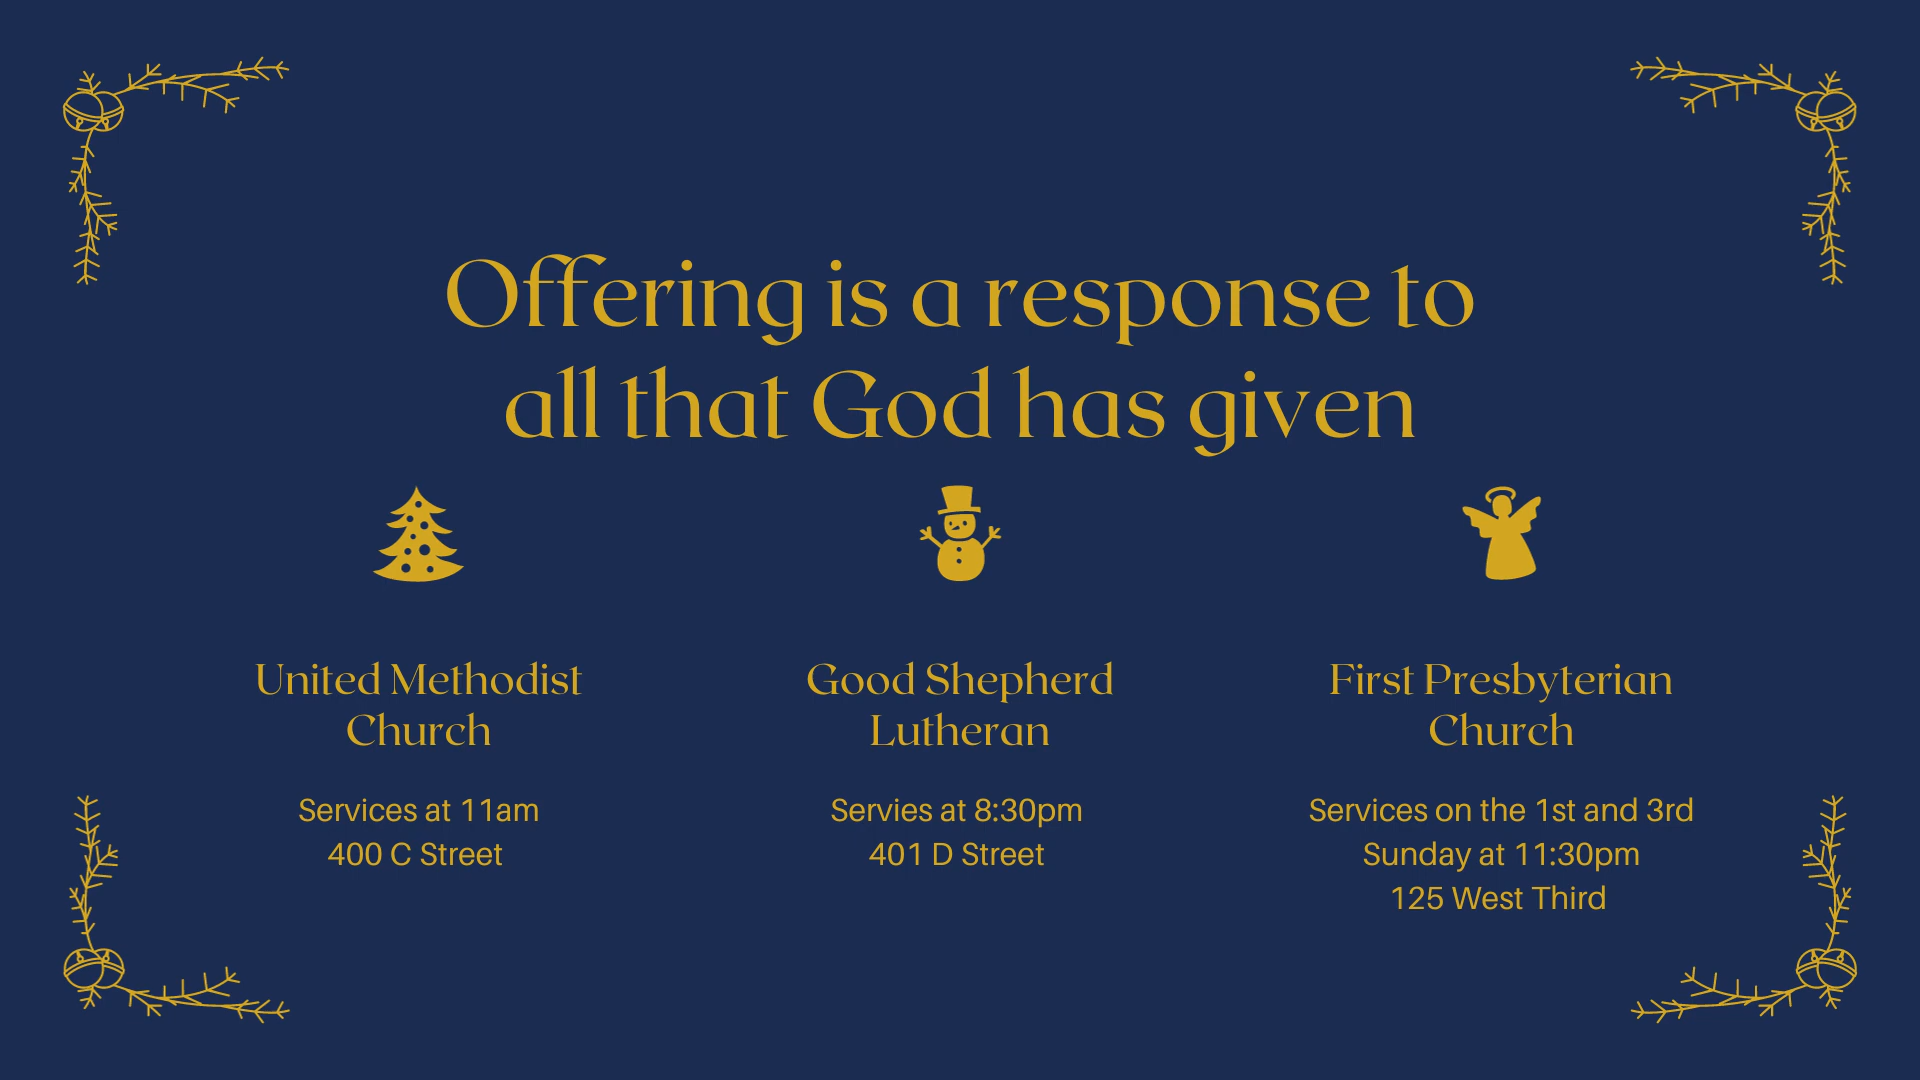 Offering is a response to
all that God has given
United Methodist
Church
Services at 11am
400 C Street
Good Shepherd
Lutheran
Servies at 8:30pm
401 D Street
First Presbyterian
Church
Services on the 1st and 3rd
Sunday at 11:30pm
125 West Third